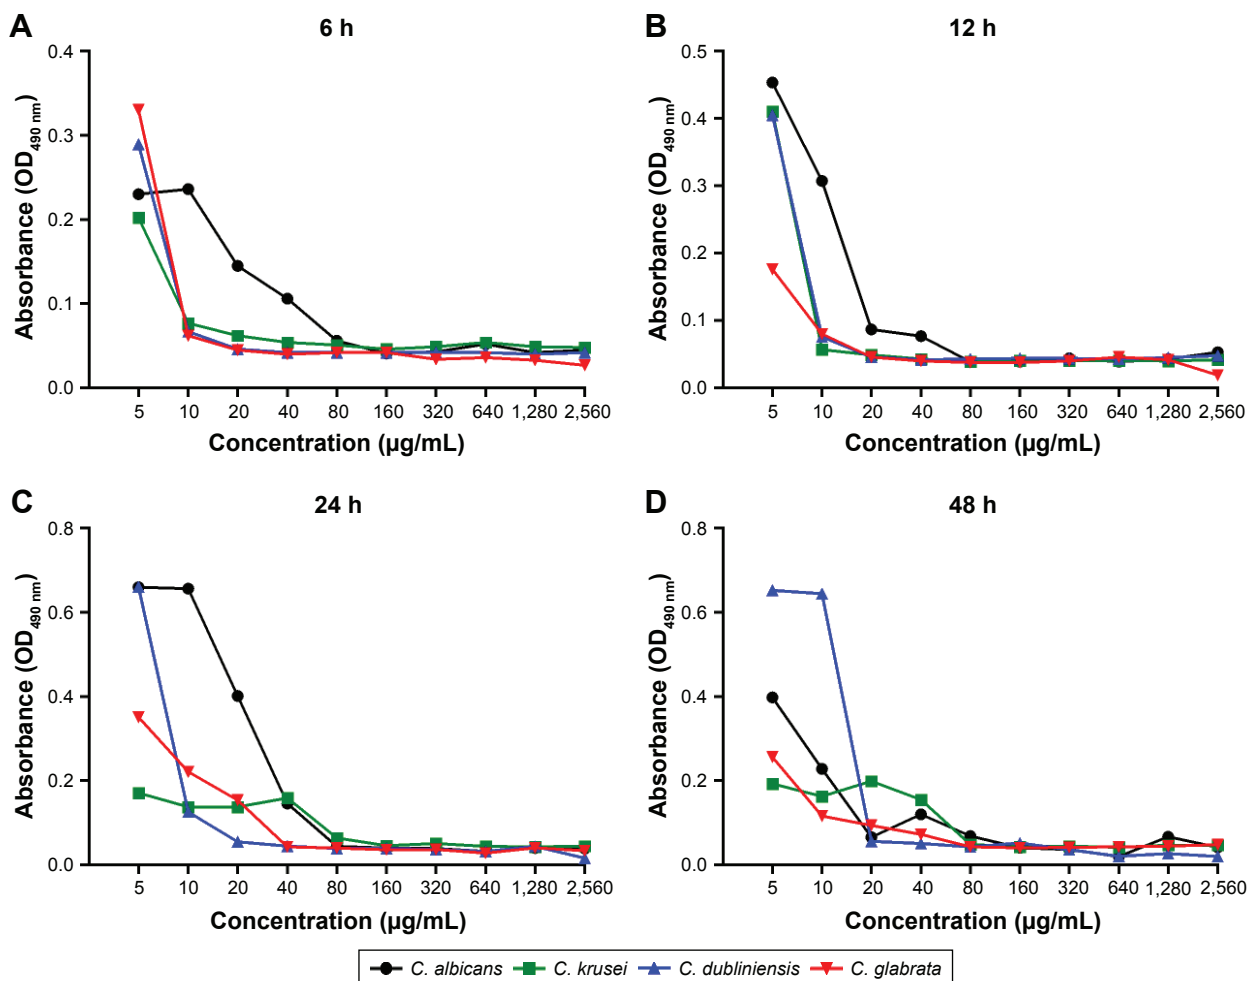 A
6 h
Absorbance (OD490 nm)
0.4
0.3
0.2
0.1
0.0
5 10 20 40 80 160 320 640 1,280 2,560
Concentration (µg/mL)
B
12 h
Absorbance (OD490 nm)
0.5
0.4
0.3
0.2
0.1
0.0
5 10 20 40 80 160 320 640 1,280 2,560
Concentration (µg/mL)
C
24 h
Absorbance (OD490 nm)
0.8
0.6
0.4
0.2
0.0
5 10 20 40 80 160 320 640 1,280 2,560
Concentration (µg/mL)
D
48 h
Absorbance (OD490 nm)
0.8
0.6
0.4
0.2
0.0
5 10 20 40 80 160 320 640 1,280 2,560
Concentration (µg/mL)
C. albicans C. krusei C. dubliniensis C. glabrata